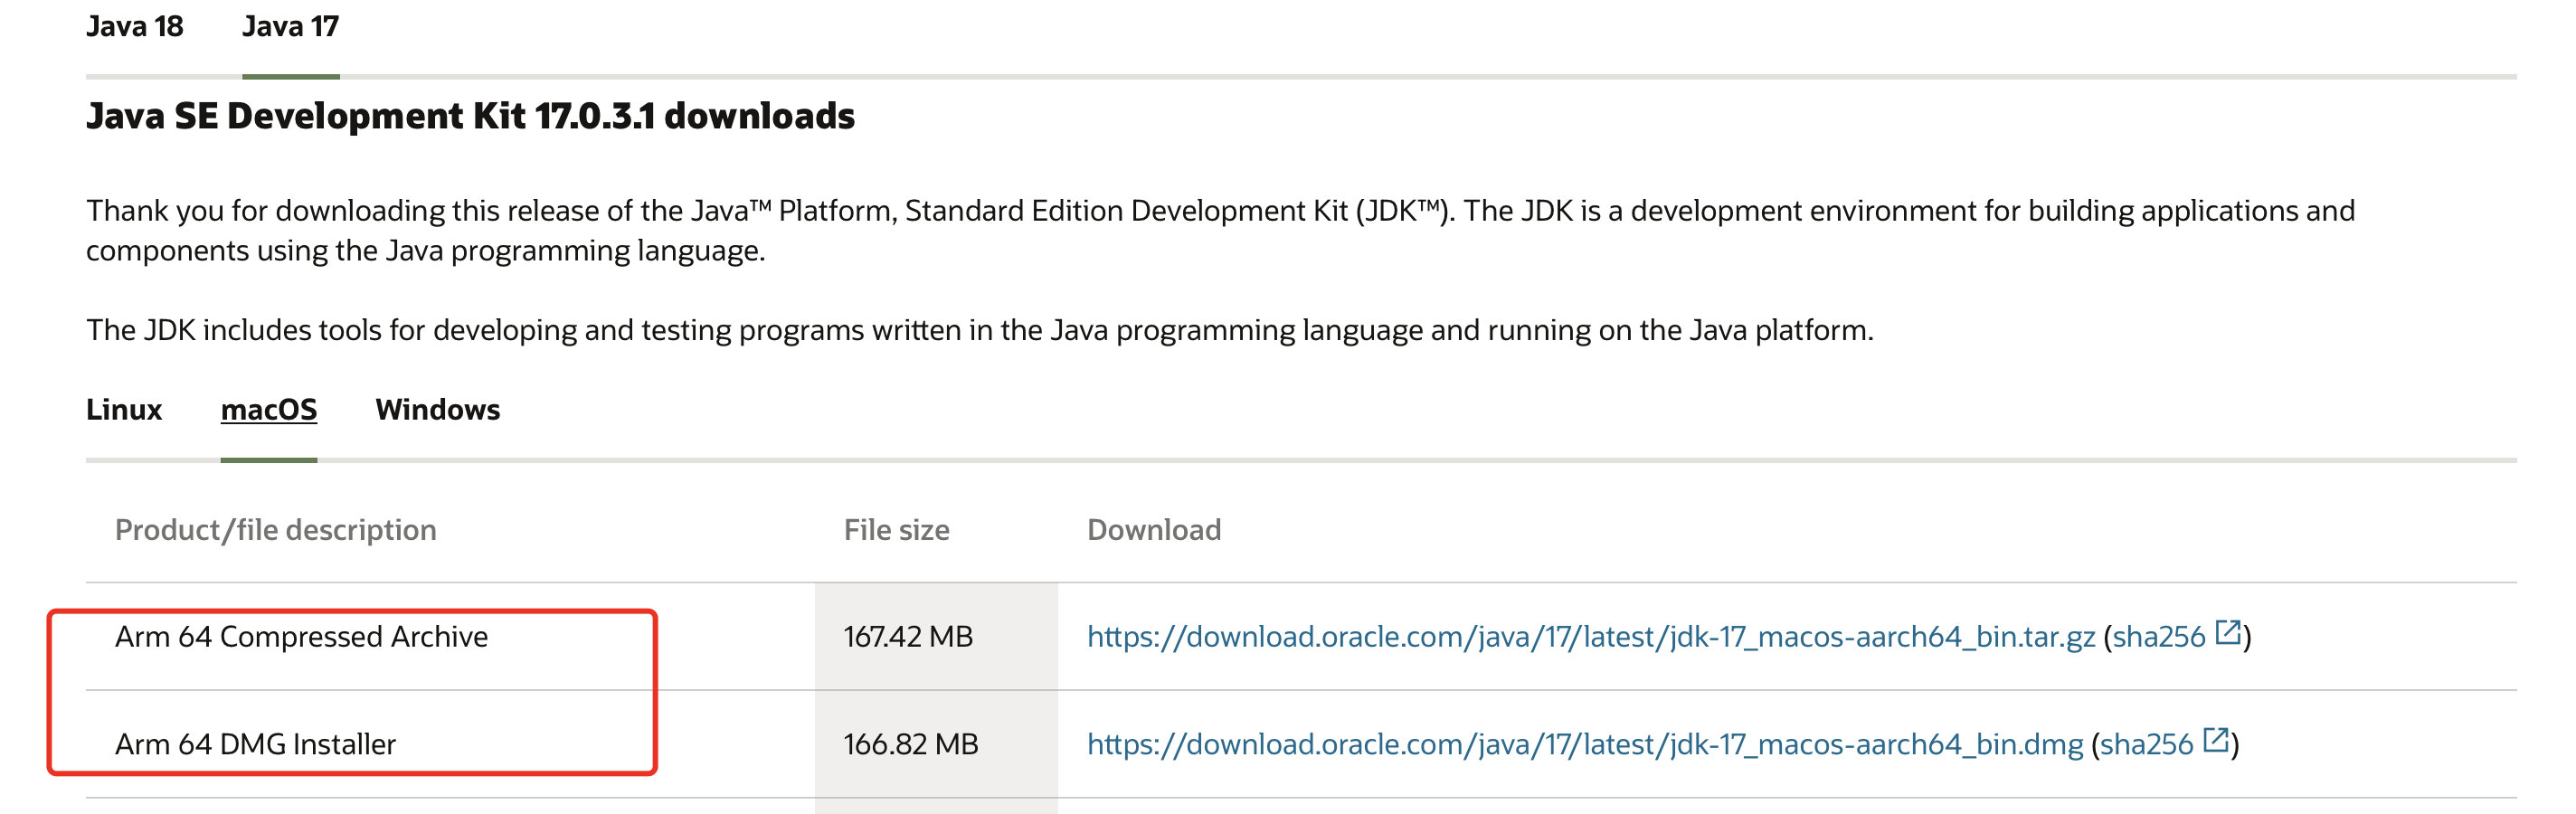 Java 18 Java 17
Java SE Development Kit 17.0.3.1 downloads
Thank you for downloading this release of the Java™ Platform, Standard Edition Development Kit (JDK™). The JDK is a development environment for building applications and
components using the Java programming language.
The JDK includes tools for developing and testing programs written in the Java programming language and running on the Java platform.
Linux macOS Windows
Product/file description File size Download
Arm 64 Compressed Archive 167.42 MB https://download.oracle.com/java/17/latest/jdk-17_macos-aarch64_bin.tar.gz (sha256)
Arm 64 DMG Installer 166.82 MB https://download.oracle.com/java/17/latest/jdk-17_macos-aarch64_bin.dmg (sha256)